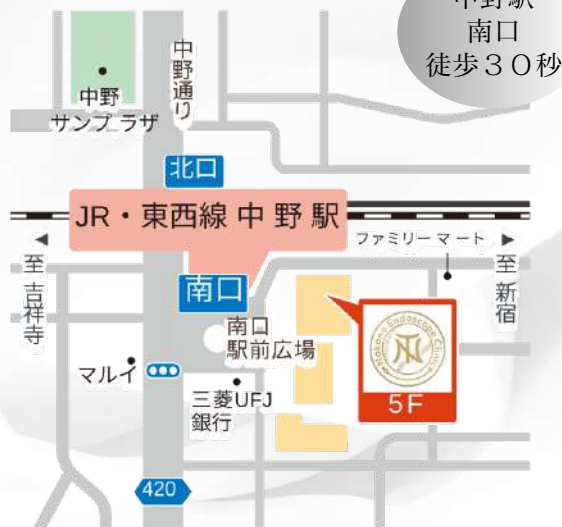 中野駅
南口
徒歩３０秒
中野
サンプラザ
中野通り
北口
JR・東西線 中野駅
ファミリーマート
至 吉祥寺
至 新宿
南口
南口
駅前広場
マルイ
三菱UFJ
銀行
Nakano Endoscope Clinic
5F
420